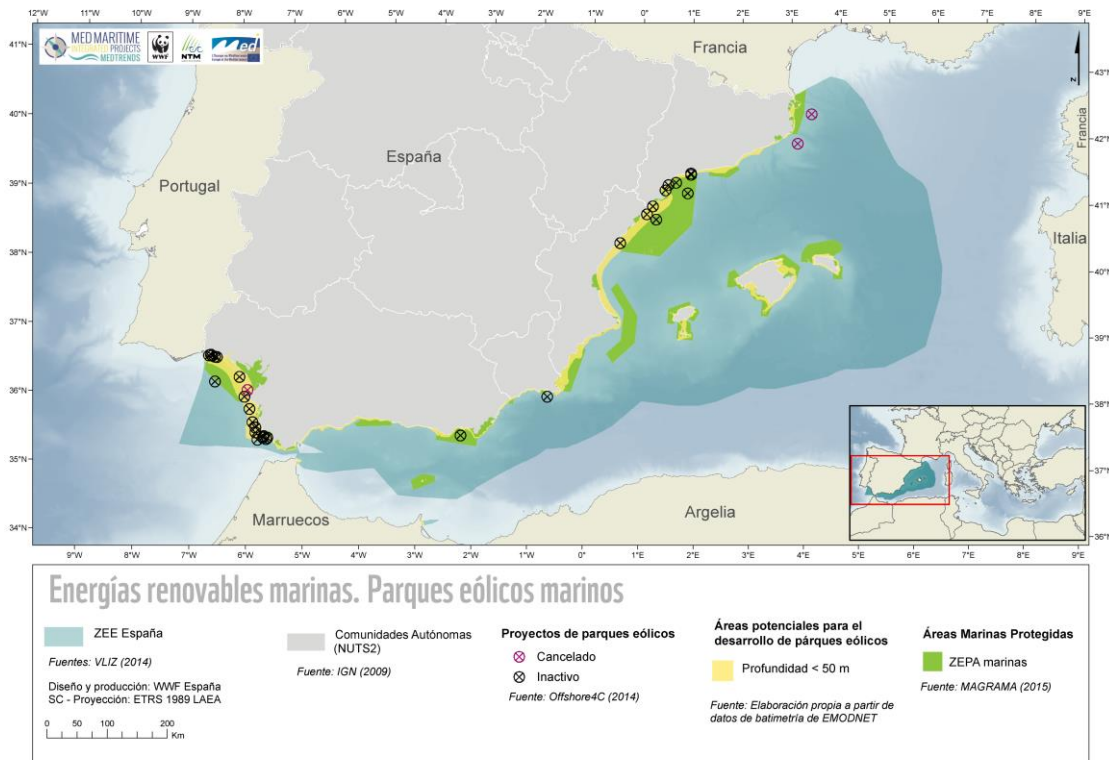 12°W 11°W 10°W 9°W 8°W 7°W 6°W 5°W 4°W 3°W 2°W 1°W 0° 1°E 2°E 3°E 4°E 5°E 6°E 7°E 8°E 9°E
41°N
40°N
39°N
38°N
37°N
36°N
35°N
34°N
MED MARITIME
INTEGRATED PROJECTS
MEDTRENDS
WWF
NTM
Med
Francia
España
Portugal
Francia
Italia
Marruecos
Argelia
N
43°N
42°N
41°N
40°N
39°N
38°N
37°N
36°N
9°W 8°W 7°W 6°W 5°W 4°W 3°W 2°W 1°W 0° 1°E 2°E 3°E 4°E 5°E 6°E 7°E 8°E 9°E
Energías renovables marinas. Parques eólicos marinos
ZEE España
Fuentes: VLIZ (2014)
Diseño y producción: WWF España
SC - Proyección: ETRS 1989 LAEA
0 50 100 200
Km
Comunidades Autónomas
(NUTS2)
Fuente: IGN (2009)
Proyectos de parques eólicos
Cancelado
Inactivo
Fuente: Offshore4C (2014)
Áreas potenciales para el
desarrollo de párques eólicos
Profundidad < 50 m
Fuente: Elaboración propia a partir de
datos de batimetría de EMODNET
Áreas Marinas Protegidas
ZEPA marinas
Fuente: MAGRAMA (2015)